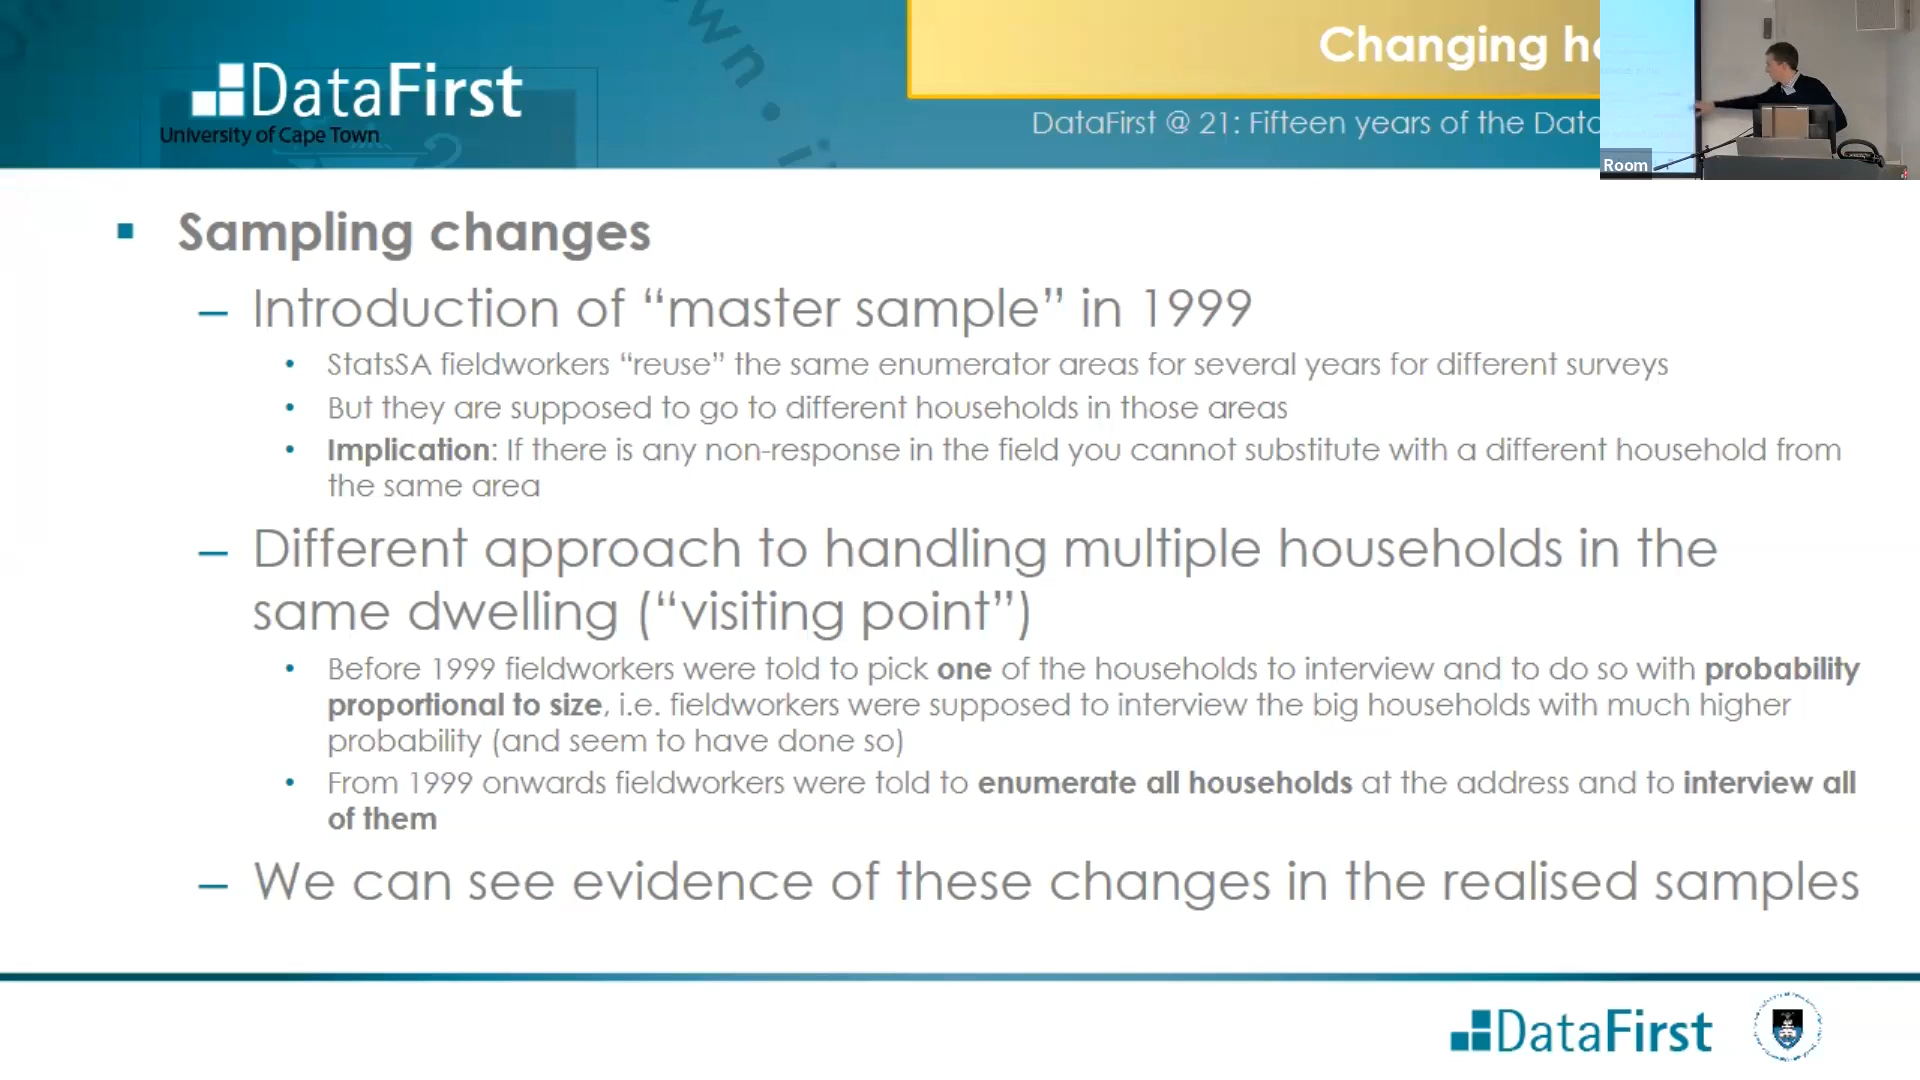 Changing
DataFirst
University of Cape Town
DataFirst @ 21: Fifteen years of the
Room
Sampling changes
– Introduction of “master sample” in 1999
• StatsSA fieldworkers “reuse” the same enumerator areas for several years for different surveys
• But they are supposed to go to different households in those areas
• Implication: If there is any non-response in the field you cannot substitute with a different household from
the same area
– Different approach to handling multiple households in the
same dwelling (“visiting point”)
• Before 1999 fieldworkers were told to pick one of the households to interview and to do so with probability
proportional to size, i.e. fieldworkers were supposed to interview the big households with much higher
probability (and seem to have done so)
• From 1999 onwards fieldworkers were told to enumerate all households at the address and to interview all
of them
– We can see evidence of these changes in the realised samples
DataFirst